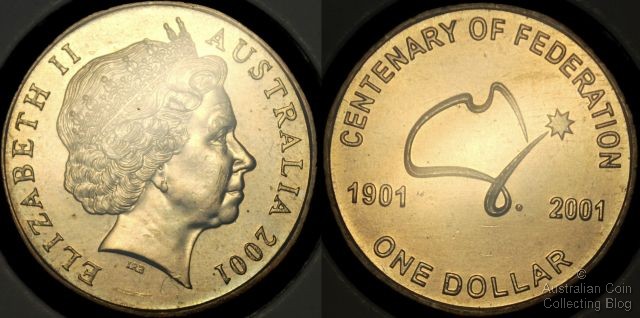 ELIZABETH II
AUSTRALIA 2001
IRB
CENTENARY OF FEDERATION
1901
2001
ONE DOLLAR
© Australian Coin
Collecting Blog